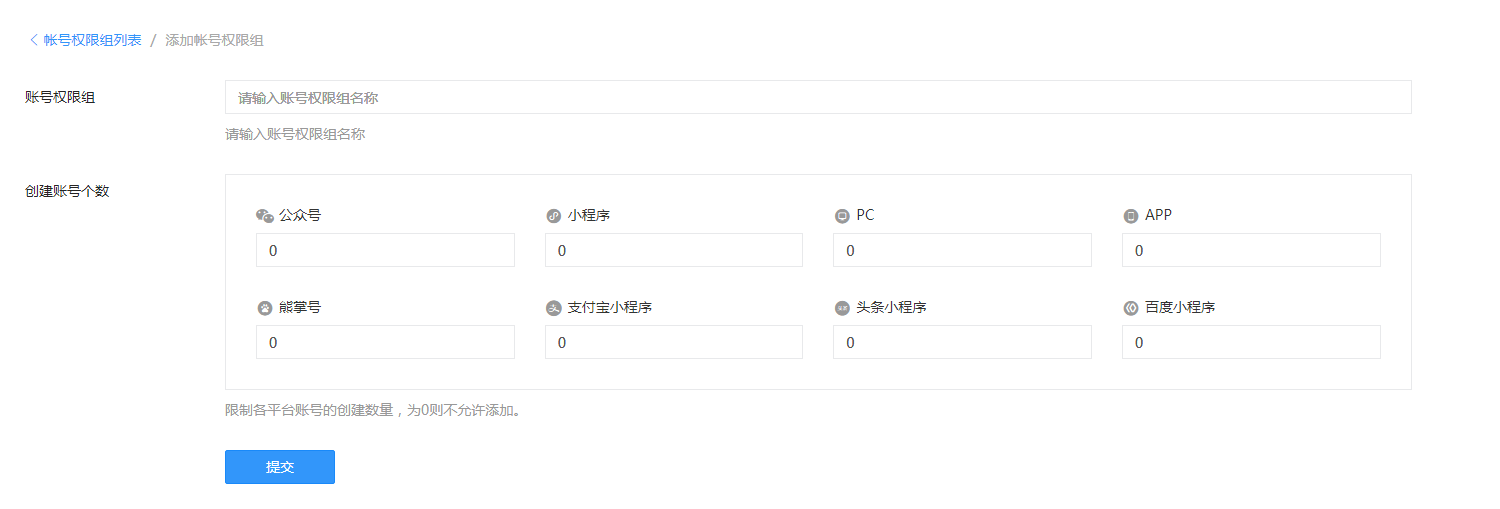 帐号权限组列表 / 添加帐号权限组
账号权限组
请输入账号权限组名称
请输入账号权限组名称
创建账号个数
公众号 小程序 PC APP
0 0 0 0
熊掌号 支付宝小程序 头条小程序 百度小程序
0 0 0 0
限制各平台账号的创建数量，为0则不允许添加。
提交